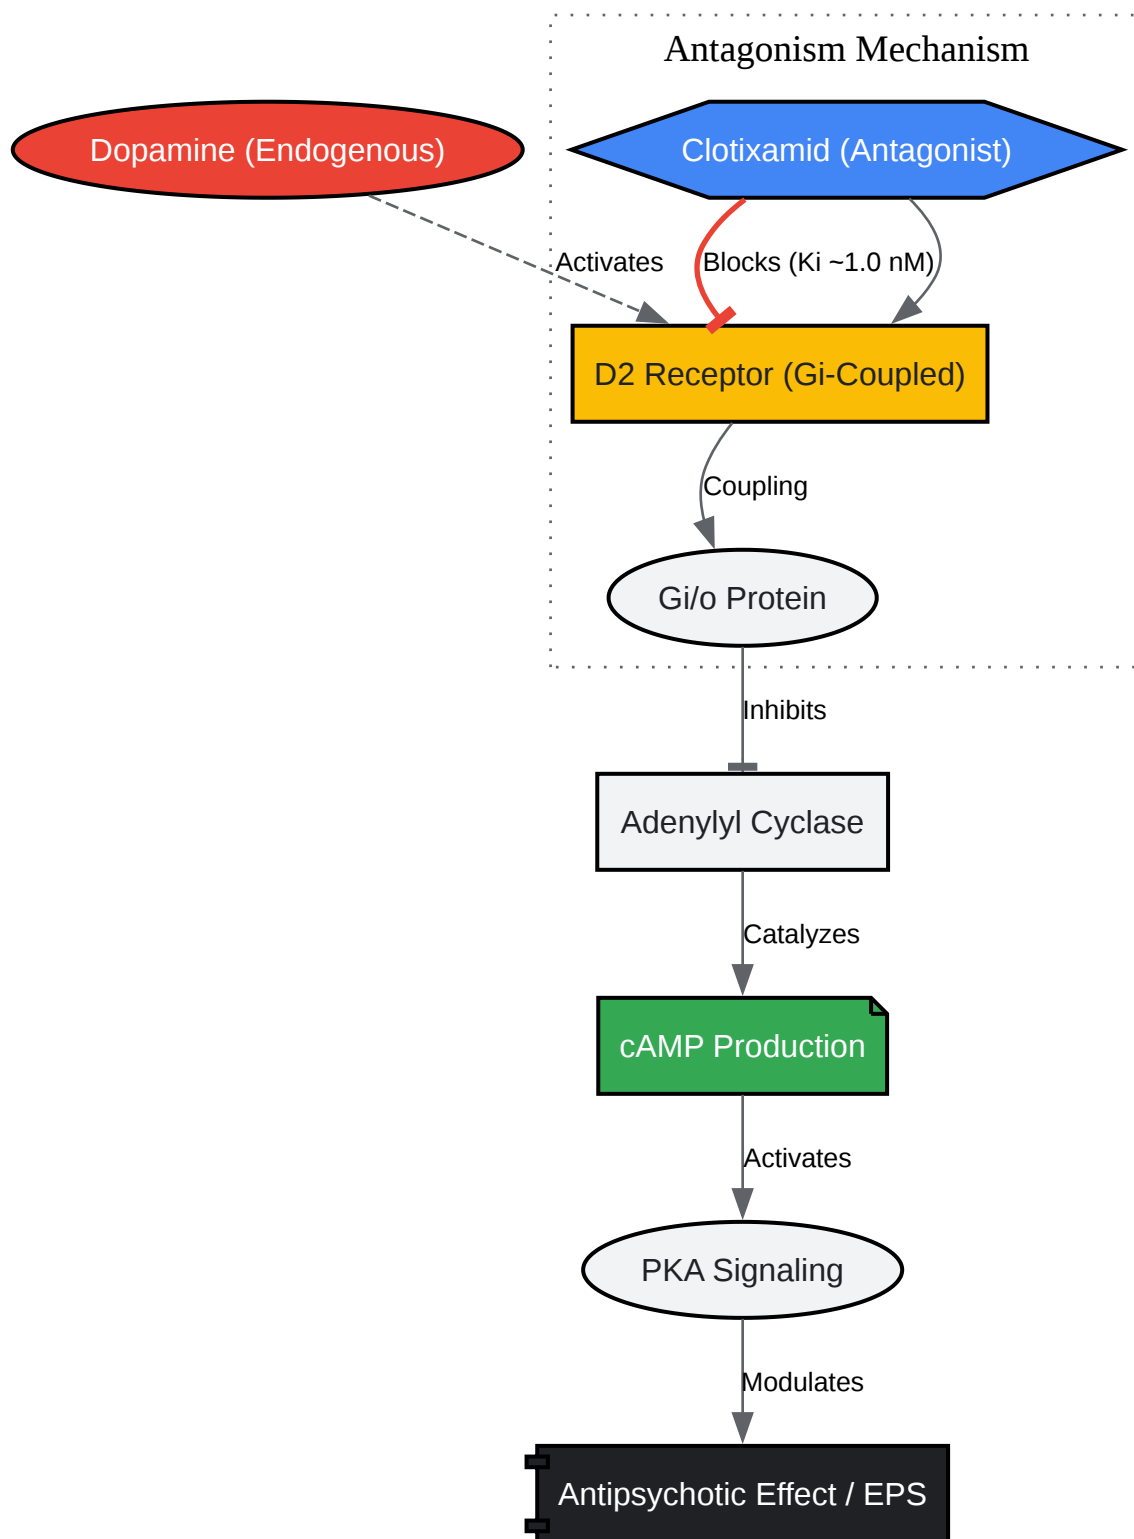 Antagonism Mechanism
Dopamine (Endogenous)
Clotixamid (Antagonist)
Activates
Blocks (Ki ~1.0 nM)
D2 Receptor (Gi-Coupled)
Coupling
Gi/o Protein
Inhibits
Adenylyl Cyclase
Catalyzes
cAMP Production
Activates
PKA Signaling
Modulates
Antipsychotic Effect / EPS